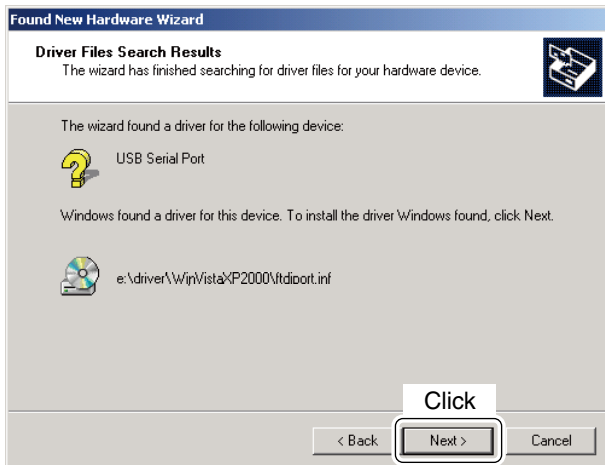 Found New Hardware Wizard
Driver Files Search Results
The wizard has finished searching for driver files for your hardware device.
The wizard found a driver for the following device:
USB Serial Port
Windows found a driver for this device. To install the driver Windows found, click Next.
e:\driver\WinVistaXP2000\ftdiport.inf
Click
< Back Next > Cancel